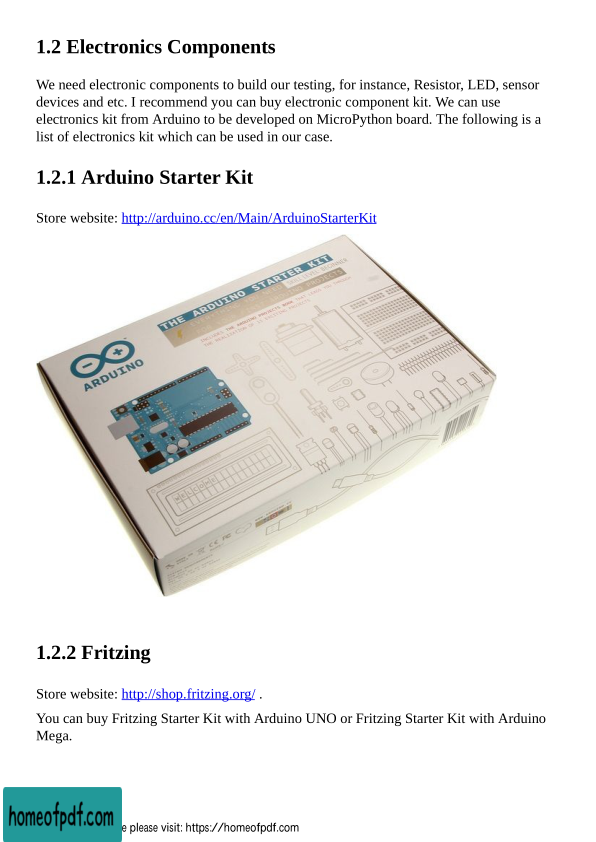 1.2 Electronics Components
We need electronic components to build our testing, for instance, Resistor, LED, sensor
devices and etc. I recommend you can buy electronic component kit. We can use
electronics kit from Arduino to be developed on MicroPython board. The following is a
list of electronics kit which can be used in our case.
1.2.1 Arduino Starter Kit
Store website: http://arduino.cc/en/Main/ArduinoStarterKit
THE ARDUINO STARTER KIT
ARDUINO
WELCOME
1.2.2 Fritzing
Store website: http://shop.fritzing.org/ .
You can buy Fritzing Starter Kit with Arduino UNO or Fritzing Starter Kit with Arduino
Mega.
homeofpdf.com
e please visit: https://homeofpdf.com